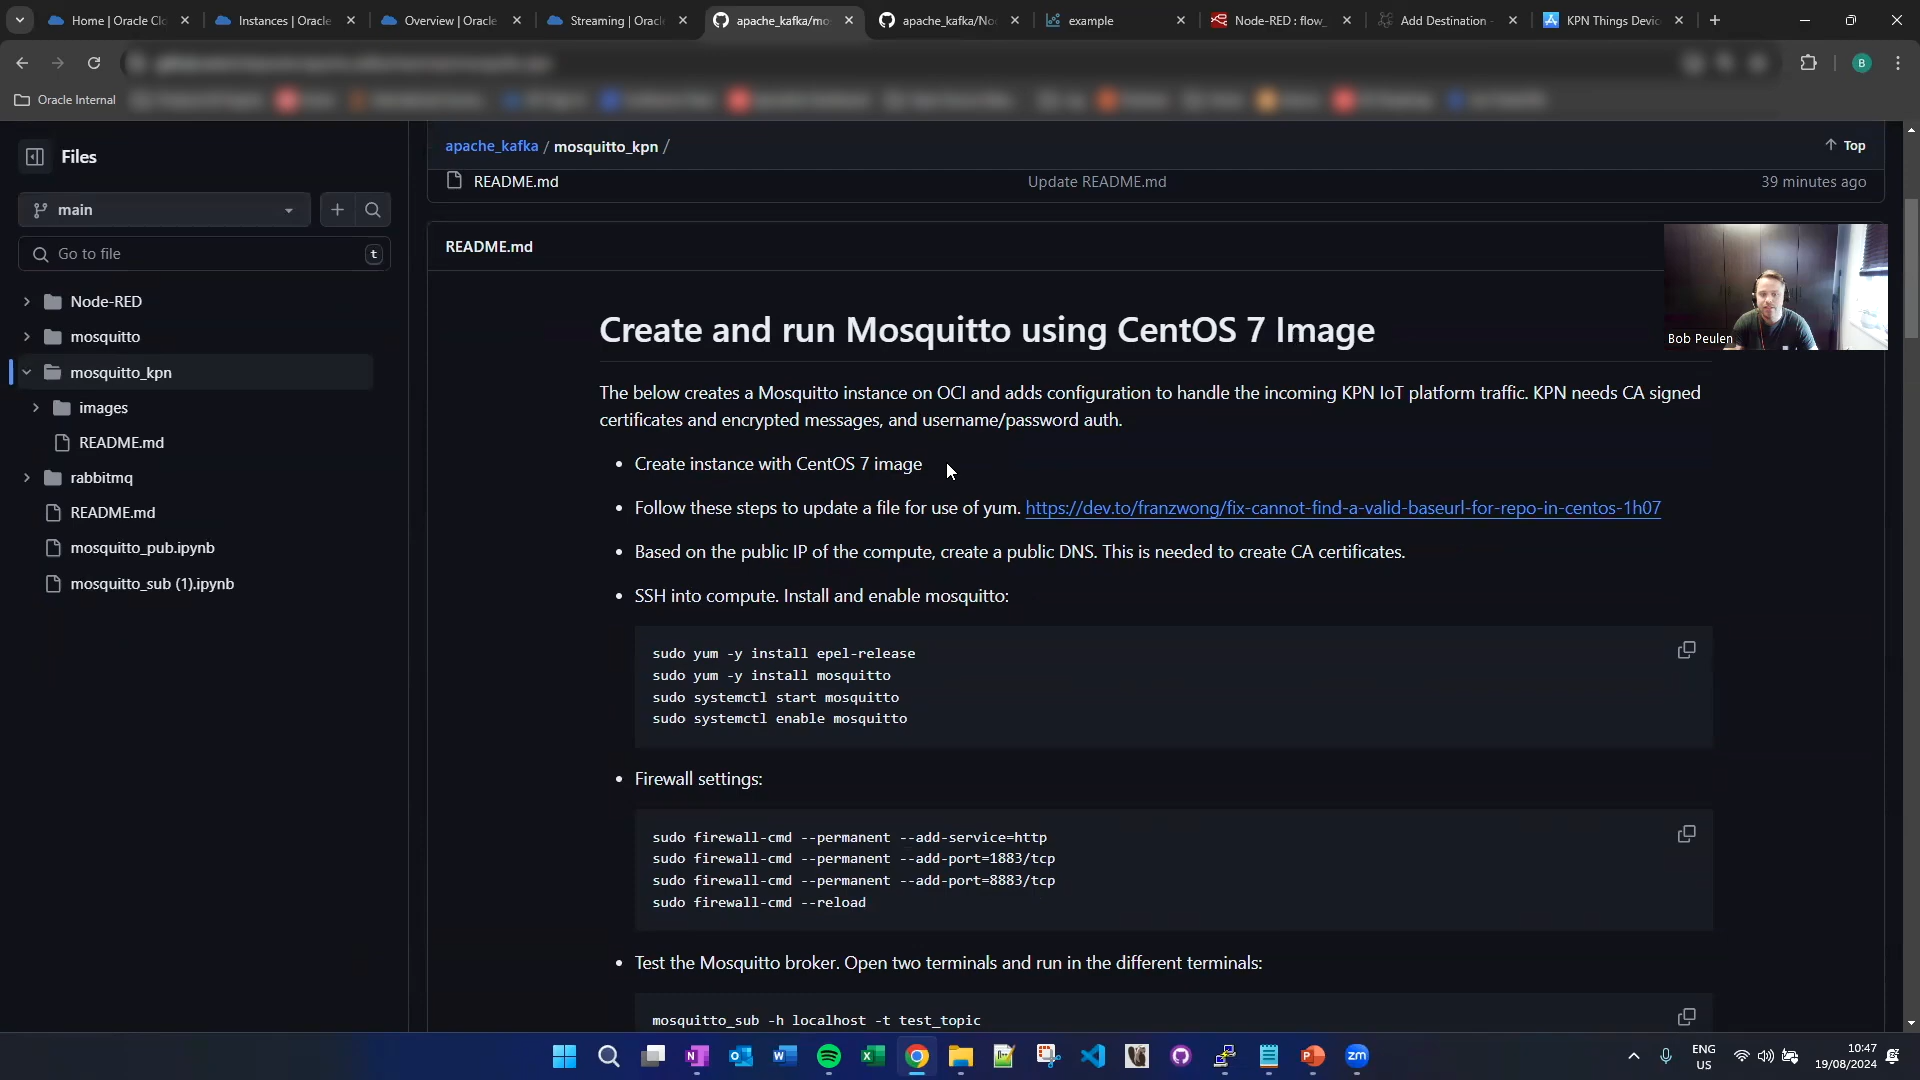 Home | Oracle Clo
Instances | Oracle
Overview | Oracle
Streaming | Oracl
apache_kafka/mo
apache_kafka/No
example
Node-RED : flow_
Add Destination -
KPN Things Devic
B
Oracle Internal
Files
main
Go to file
t
Node-RED
mosquitto
mosquitto_kpn
images
README.md
rabbitmq
README.md
mosquitto_pub.ipynb
mosquitto_sub (1).ipynb
apache_kafka / mosquitto_kpn /
Top
README.md
Update README.md
39 minutes ago
README.md
Bob Peulen
Create and run Mosquitto using CentOS 7 Image
The below creates a Mosquitto instance on OCI and adds configuration to handle the incoming KPN IoT platform traffic. KPN needs CA signed
certificates and encrypted messages, and username/password auth.
• Create instance with CentOS 7 image
• Follow these steps to update a file for use of yum. https://dev.to/franzwong/fix-cannot-find-a-valid-baseurl-for-repo-in-centos-1h07
• Based on the public IP of the compute, create a public DNS. This is needed to create CA certificates.
• SSH into compute. Install and enable mosquitto:
sudo yum -y install epel-release
sudo yum -y install mosquitto
sudo systemctl start mosquitto
sudo systemctl enable mosquitto
• Firewall settings:
sudo firewall-cmd --permanent --add-service=http
sudo firewall-cmd --permanent --add-port=1883/tcp
sudo firewall-cmd --permanent --add-port=8883/tcp
sudo firewall-cmd --reload
• Test the Mosquitto broker. Open two terminals and run in the different terminals:
mosquitto_sub -h localhost -t test_topic
zm
ENG
US
10:47
19/08/2024